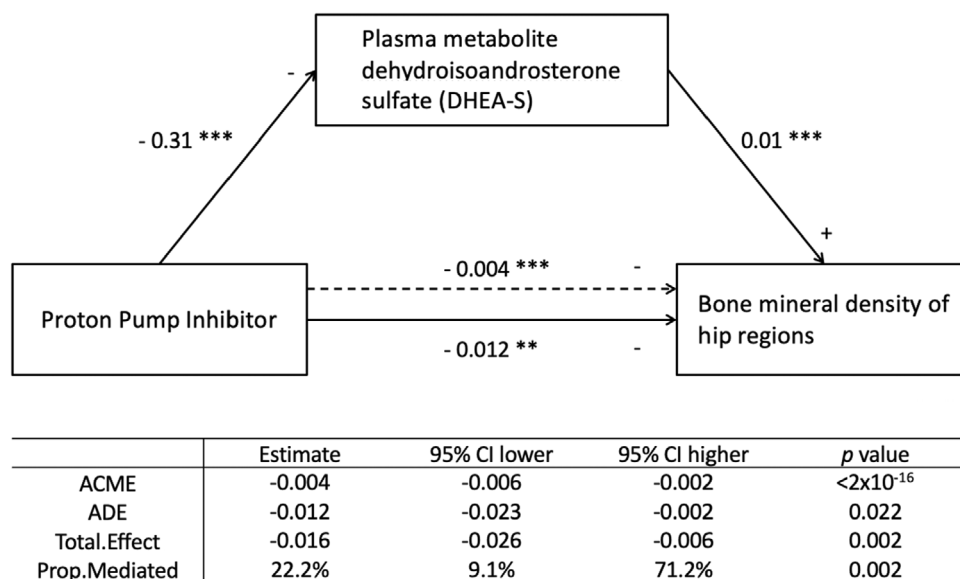 Plasma metabolite
dehydroisoandrosterone
sulfate (DHEA-S)
-
- 0.31 ***
0.01 ***
+
- 0.004 ***
-
Proton Pump Inhibitor
Bone mineral density of
hip regions
- 0.012 **
-
Estimate 95% CI lower 95% CI higher p value
ACME -0.004 -0.006 -0.002 <2x10⁻¹⁶
ADE -0.012 -0.023 -0.002 0.022
Total.Effect -0.016 -0.026 -0.006 0.002
Prop.Mediated 22.2% 9.1% 71.2% 0.002